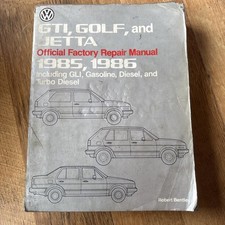 GTI, GOLF, and
JETTA
Official Factory Repair Manual
1985, 1986
Including GLI, Gasoline, Diesel, and
Turbo Diesel
Robert Bentley